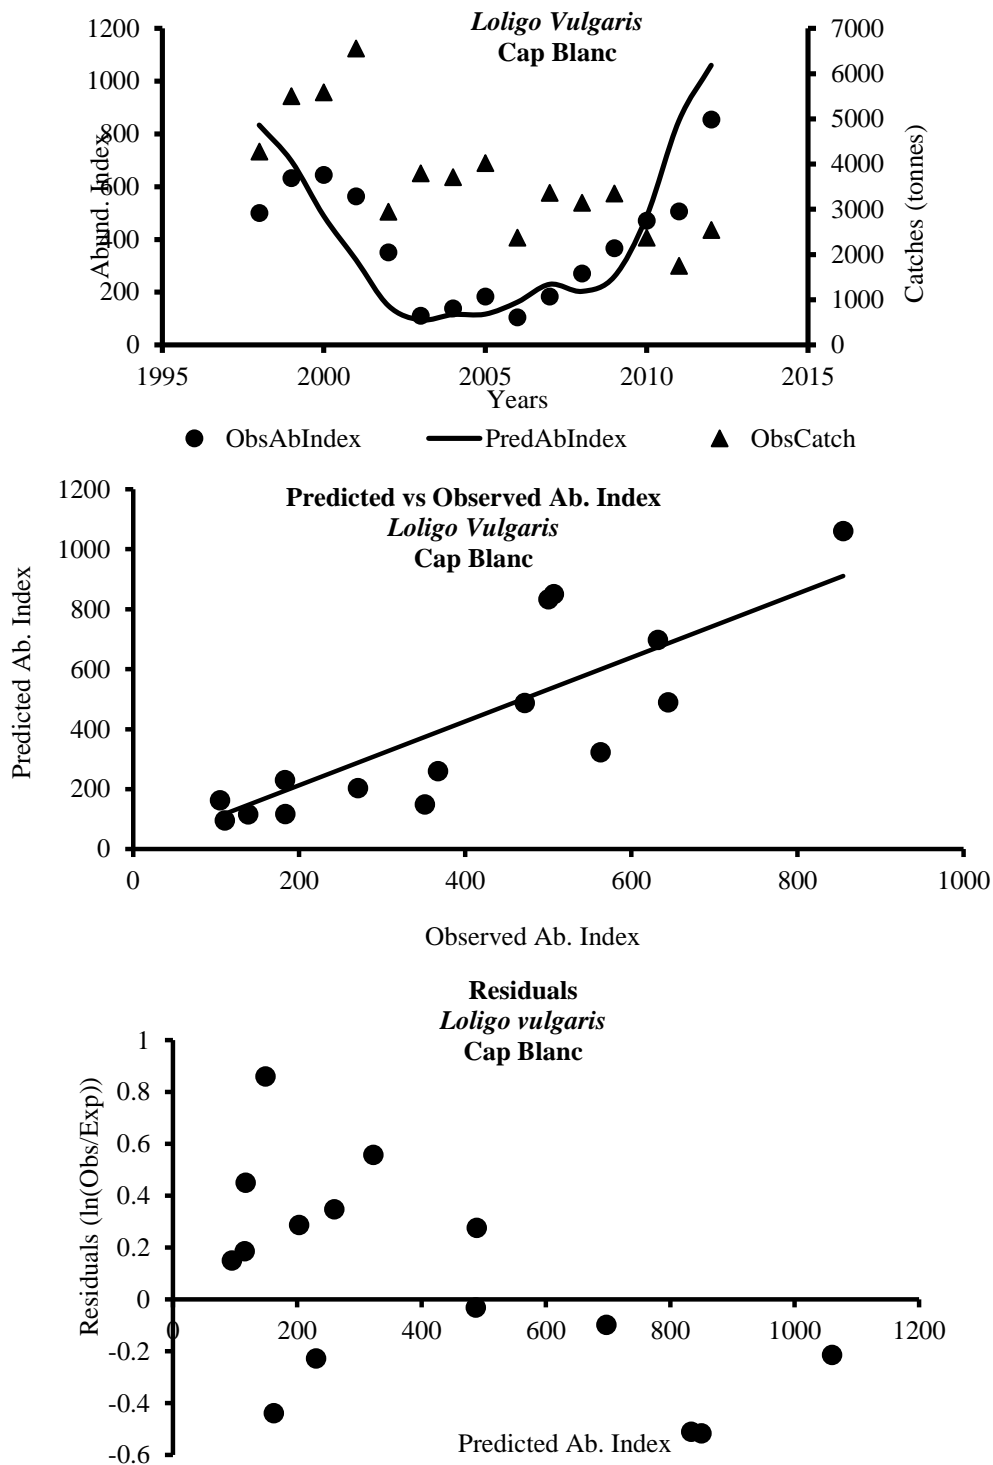 Loligo Vulgaris
Cap Blanc
1200
1000
800
600
400
200
0
Abund. Index
7000
6000
5000
4000
3000
2000
1000
0
Catches (tonnes)
1995 2000 2005 2010 2015
Years
ObsAbIndex PredAbIndex ObsCatch
Predicted vs Observed Ab. Index
Loligo Vulgaris
Cap Blanc
1200
1000
800
600
400
200
0
Predicted Ab. Index
0 200 400 600 800 1000
Observed Ab. Index
Residuals
Loligo vulgaris
Cap Blanc
1
0.8
0.6
0.4
0.2
0
-0.2
-0.4
-0.6
Residuals (ln(Obs/Exp))
0 200 400 600 800 1000 1200
Predicted Ab. Index